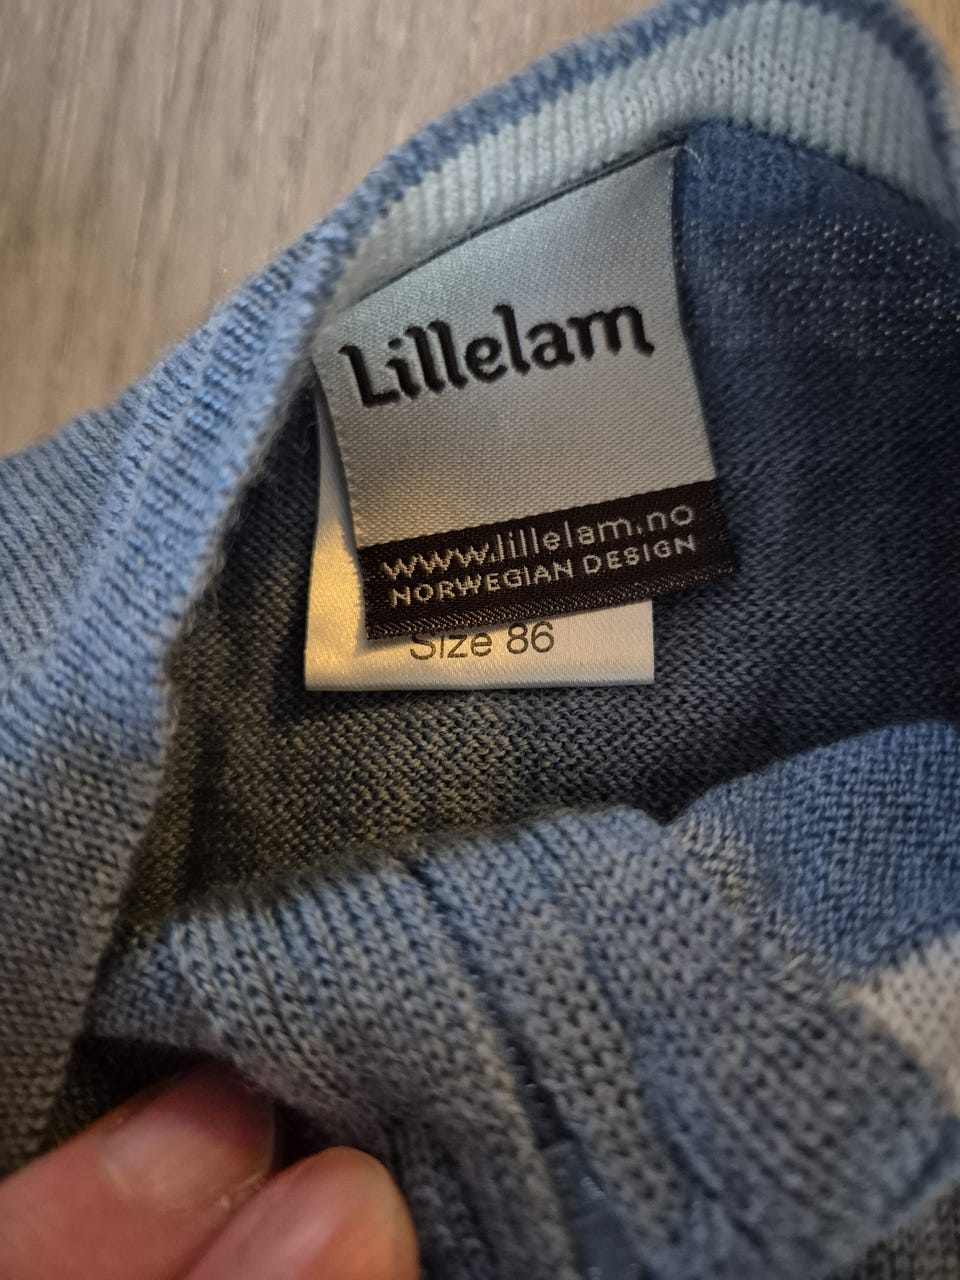 Lillelam
www.lillelam.no
NORWEGIAN DESIGN
Size 86